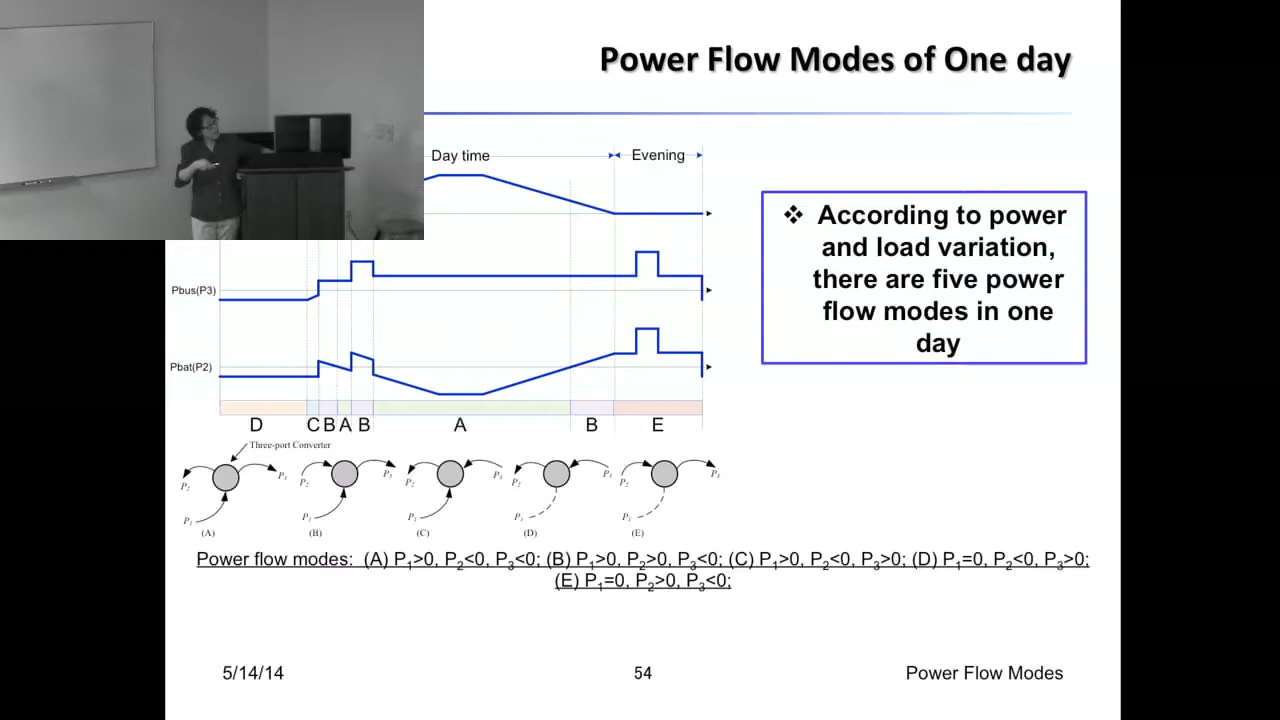 Power Flow Modes of One day
Day time
Evening
❖ According to power
and load variation,
there are five power
flow modes in one
day
Pbus(P3)
Pbat(P2)
D
C
B
A
B
A
B
E
Three-port Converter
P2
P3
P2
P3
P2
P3
P2
P3
P2
P3
P1
P1
P1
P1
P1
(A)
(B)
(C)
(D)
(E)
Power flow modes: (A) P1>0, P2<0, P3<0; (B) P1>0, P2>0, P3<0; (C) P1>0, P2<0, P3>0; (D) P1=0, P2<0, P3>0;
(E) P1=0, P2>0, P3<0;
5/14/14
54
Power Flow Modes